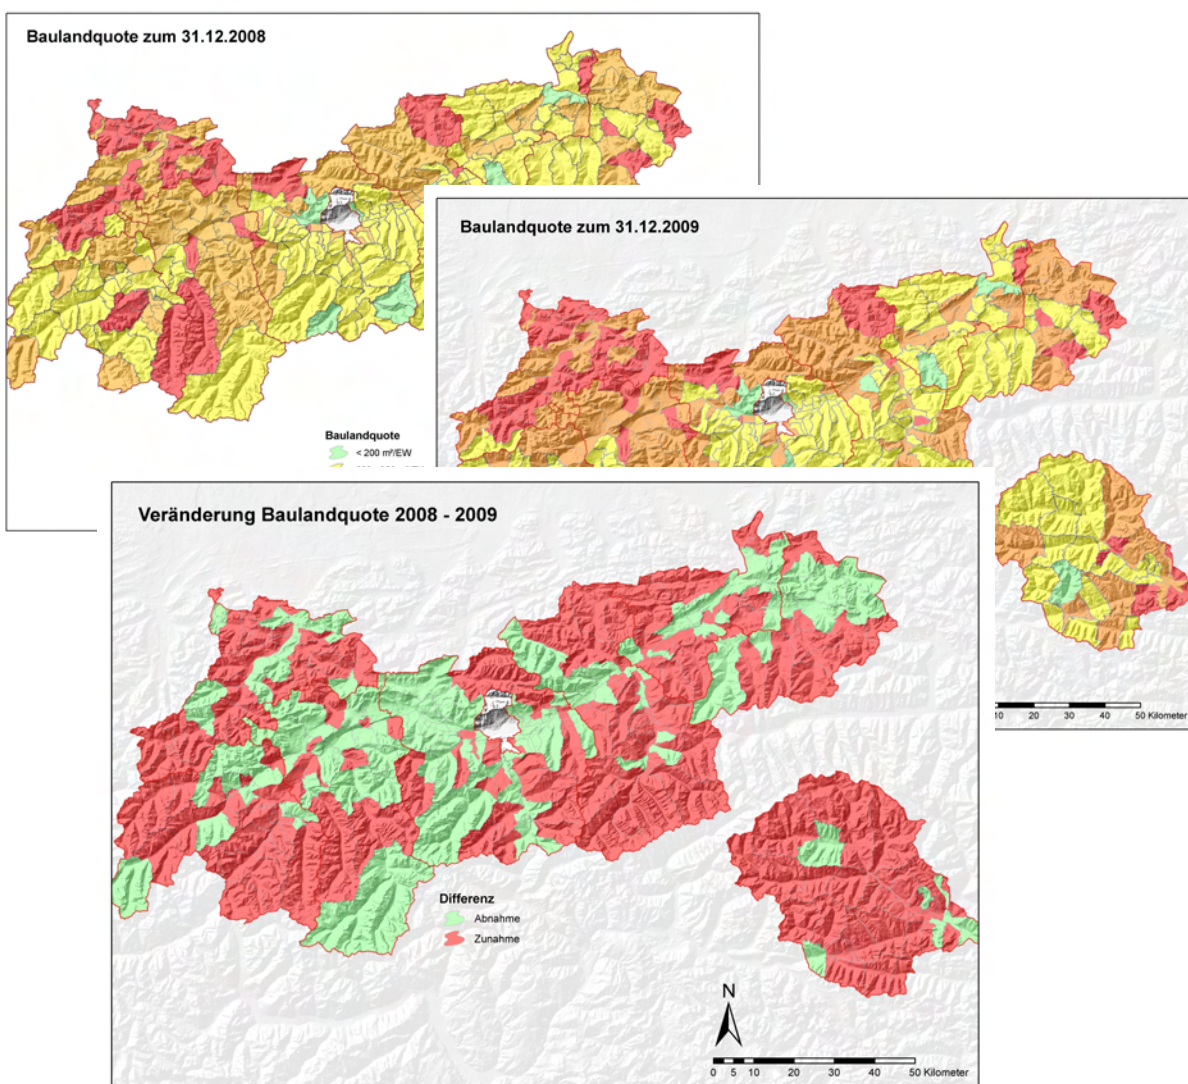 Baulandquote zum 31.12.2008
Baulandquote
< 200 m²/EW
Baulandquote zum 31.12.2009
10 20 30 40 50 Kilometer
Veränderung Baulandquote 2008 - 2009
Differenz
Abnahme
Zunahme
N
0 5 10 20 30 40 50 Kilometer